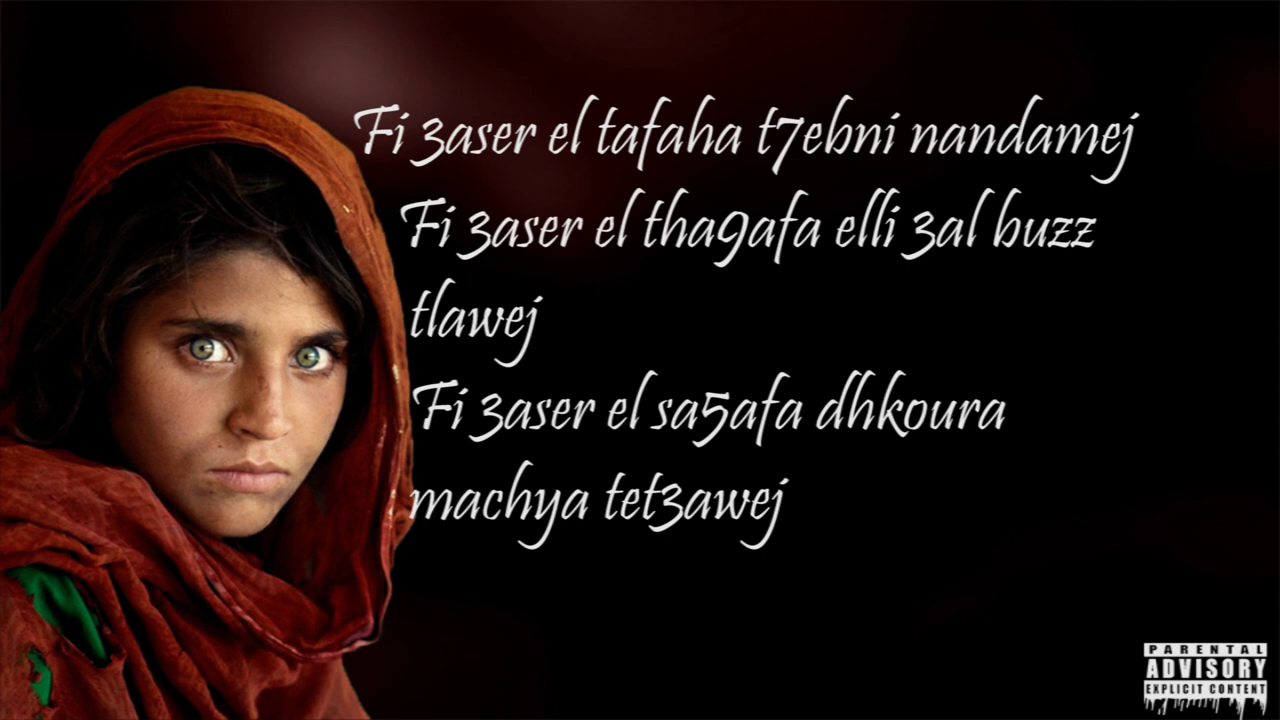 Fi 3aser el tafaha t7ebni nandamej
Fi 3aser el tha9afa elli 3al buzz
tlawej
Fi 3aser el sa5afa dhkoura
machya tet3awej
PARENTAL
ADVISORY
EXPLICIT CONTENT